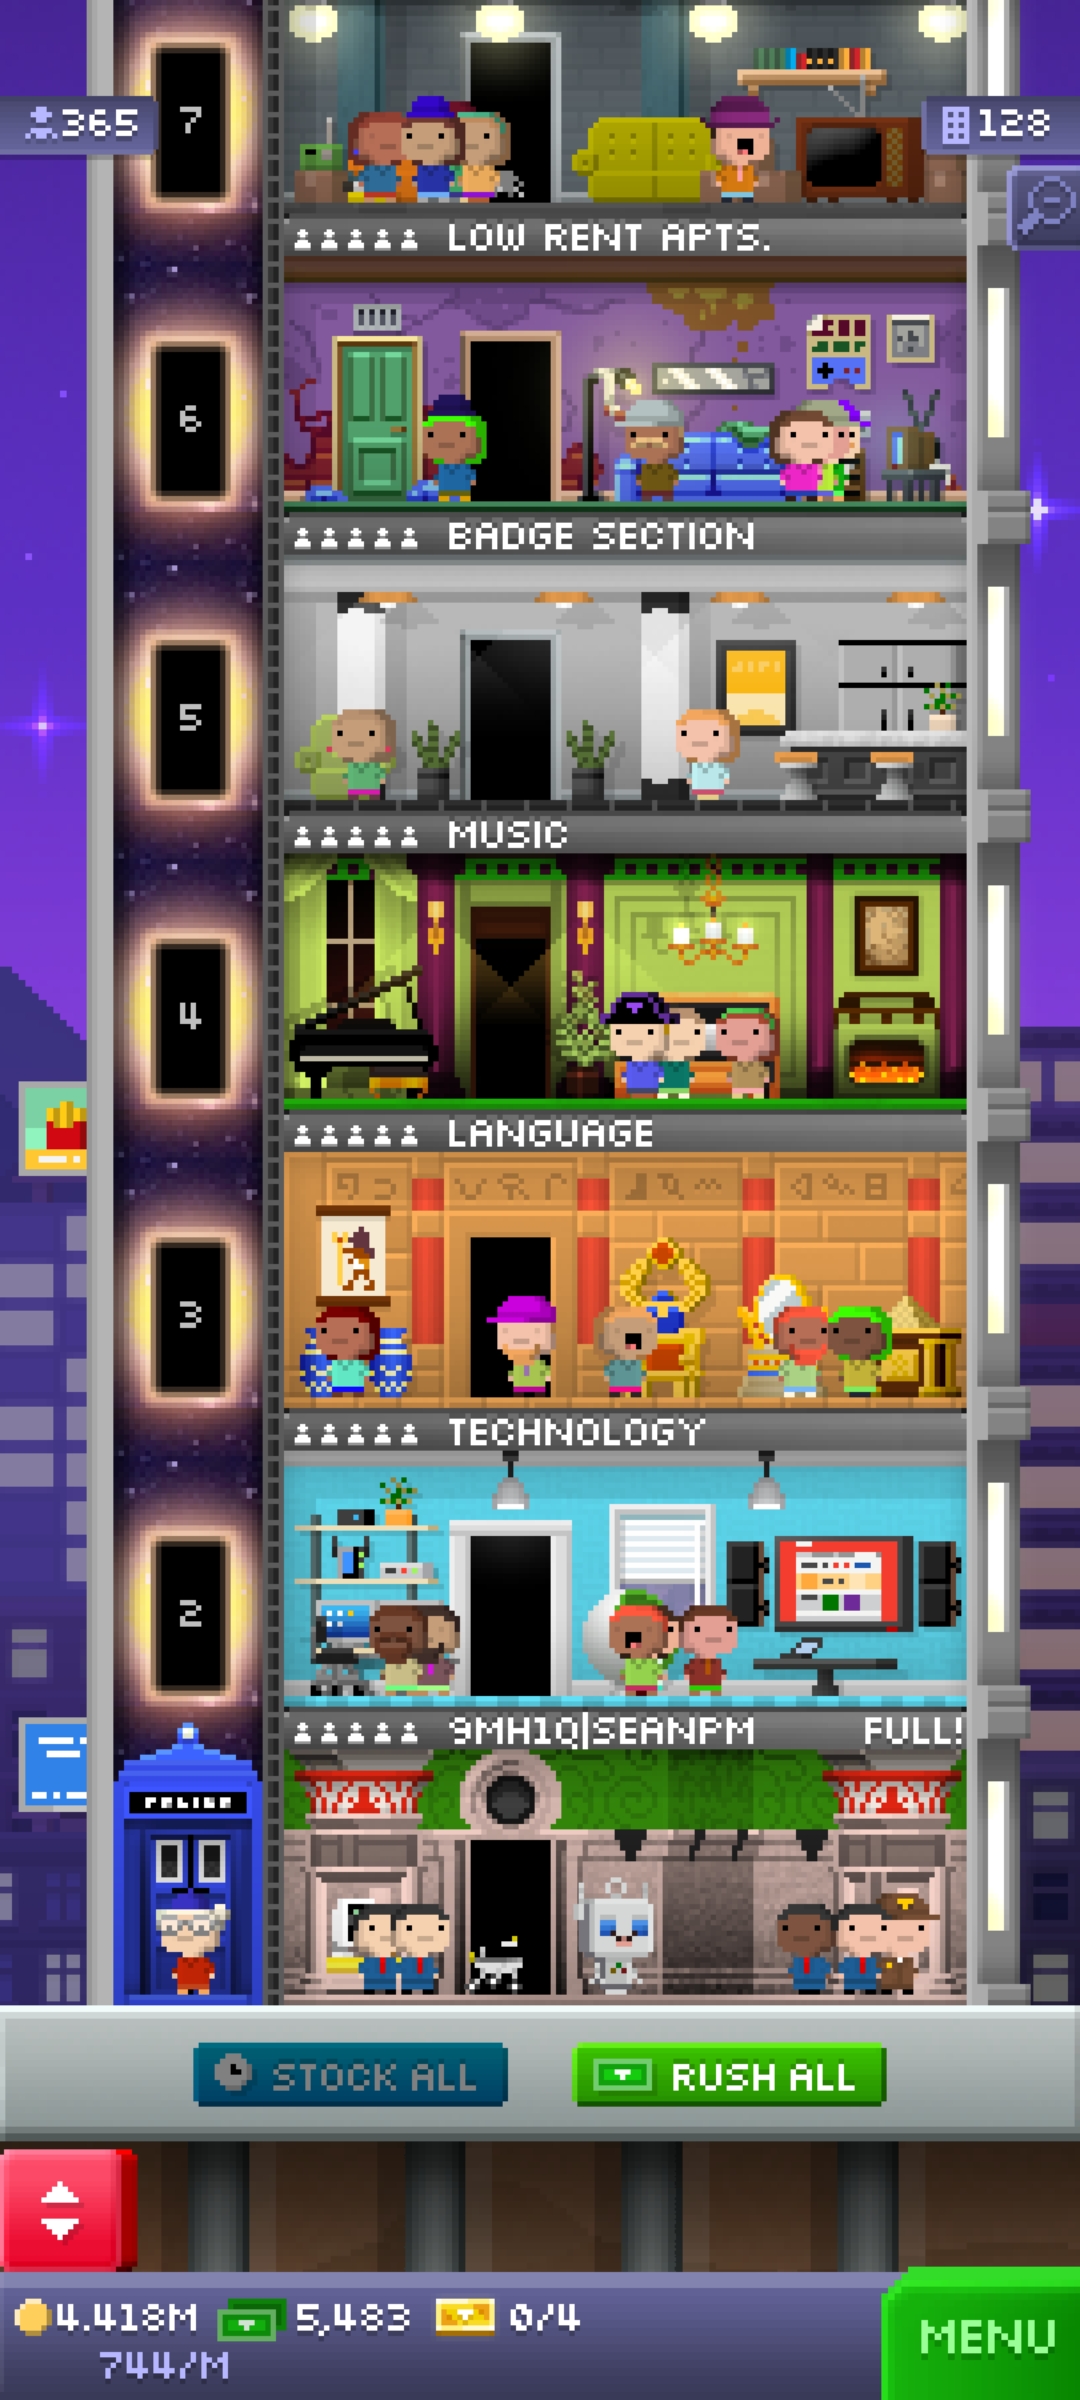 365
7
128
LOW RENT APTS.
6
BADGE SECTION
5
MUSIC
4
LANGUAGE
3
TECHNOLOGY
2
9MH1Q|SEANPM FULL!
POLICE
STOCK ALL
RUSH ALL
4.418M
5,483
0/4
744/M
MENU